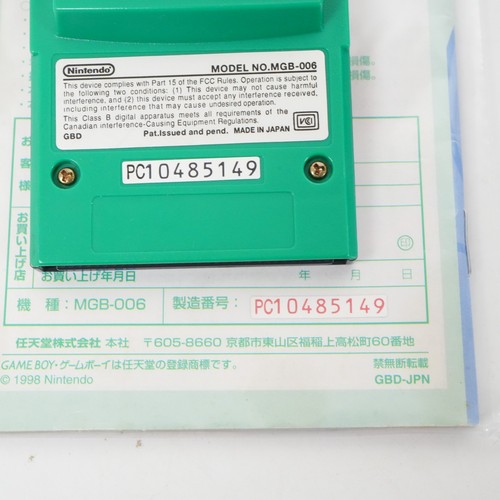 損傷。
Nintendo MODEL NO.MGB-006
This device complies with Part 15 of the FCC Rules. Operation is subject to
the following two conditions: (1) This device may not cause harmful
interference, and (2) this device must accept any interference received,
including interference that may cause undesired operation.
This Class B digital apparatus meets all requirements of the
Canadian Interference-Causing Equipment Regulations.
GBD Pat.Issued and pend. MADE IN JAPAN
VCI
PC10485149
お
客
様
お買い上げ店
印
お買い上げ年月日 年 月 日
機 種：MGB-006 製造番号：PC10485149
任天堂株式会社 本社 〒605-8660 京都市東山区福稲上高松町60番地
GAME BOY・ゲームボーイは任天堂の登録商標です。 禁無断転載
© 1998 Nintendo GBD-JPN